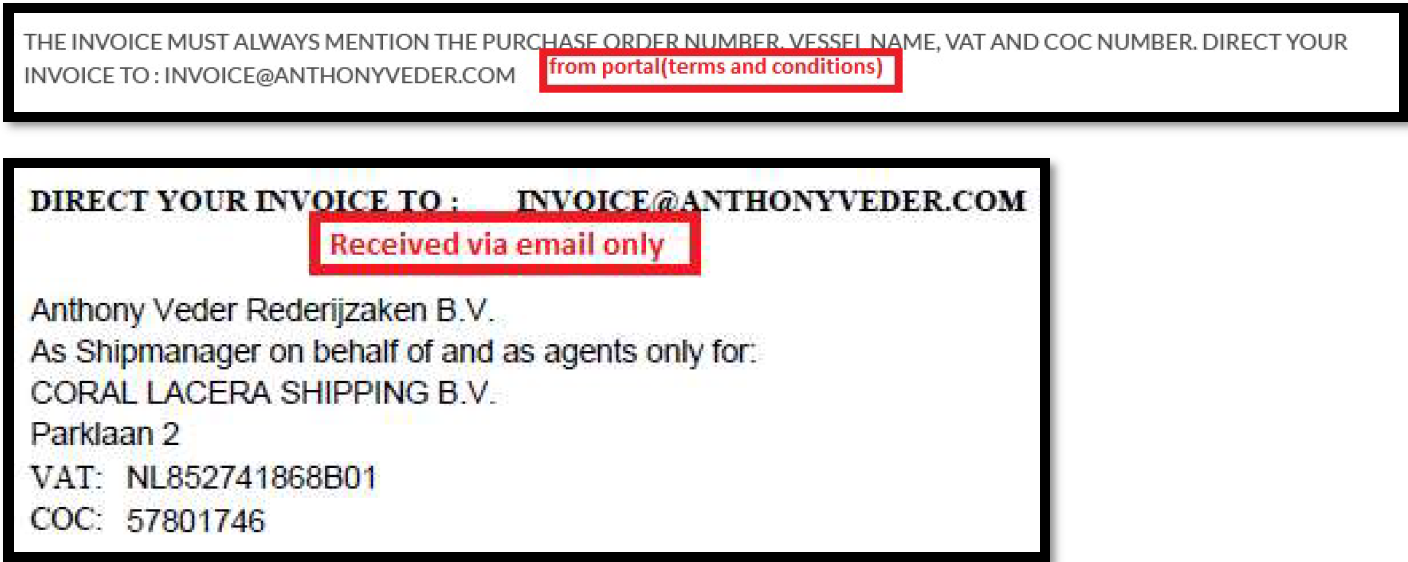 THE INVOICE MUST ALWAYS MENTION THE PURCHASE ORDER NUMBER, VESSEL NAME, VAT AND COC NUMBER. DIRECT YOUR
INVOICE TO : INVOICE@ANTHONYVEDER.COM
from portal(terms and conditions)
DIRECT YOUR INVOICE TO : INVOICE@ANTHONYVEDER.COM
Received via email only
Anthony Veder Rederijzaken B.V.
As Shipmanager on behalf of and as agents only for:
CORAL LACERA SHIPPING B.V.
Parklaan 2
VAT: NL852741868B01
COC: 57801746